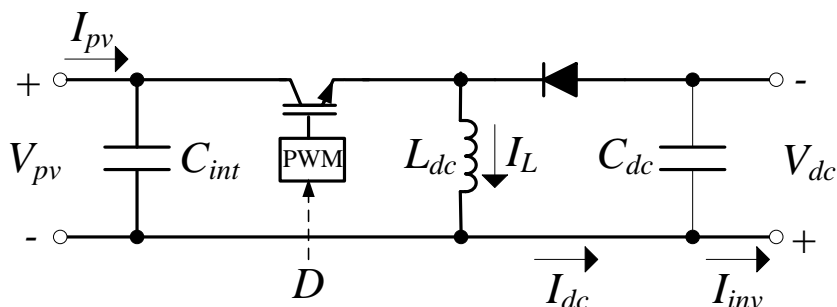 I_pv
+
-
V_pv
C_int
PWM
L_dc
I_L
C_dc
V_dc
-
+
D
I_dc
I_inv